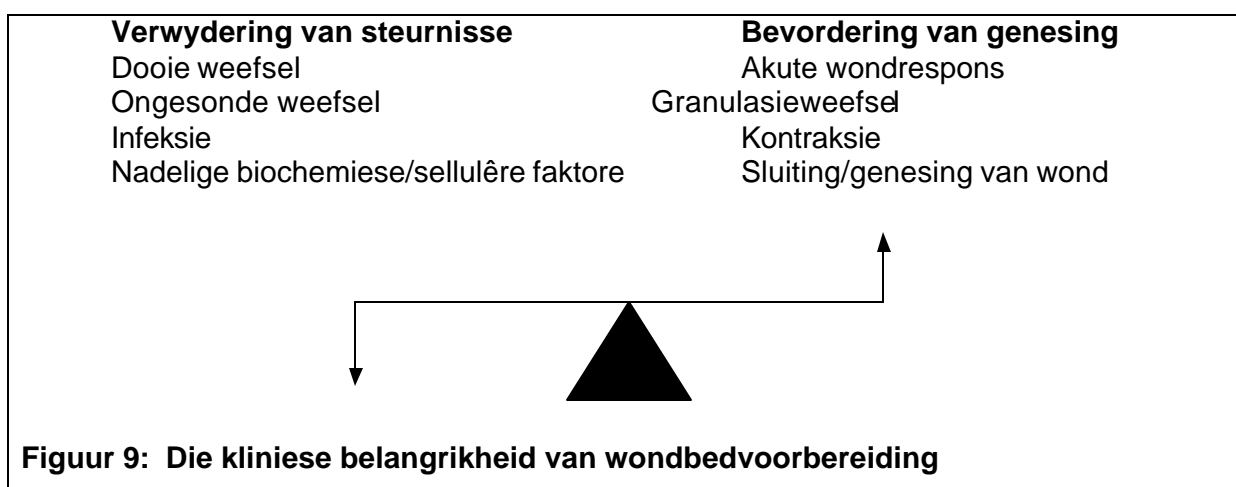 Verwydering van steurnisse Bevordering van genesing
Dooie weefsel Akute wondrespons
Ongesonde weefsel Granulasieweefsel
Infeksie Kontraksie
Nadelige biochemiese/sellulêre faktore Sluiting/genesing van wond
Figuur 9: Die kliniese belangrikheid van wondbedvoorbereiding